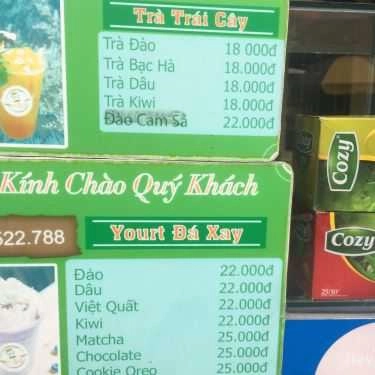 Trà Trái Cây
Trà Đào 18 000đ
Trà Bạc Hà 18.000đ
Trà Dâu 18.000đ
Trà Kiwi 18.000đ
Đào Cam Sả 22.000đ
Kính Chào Quý Khách
522.788
Yourt Đá Xay
Đào 22.000đ
Dâu 22.000đ
Việt Quất 22.000đ
Kiwi 22.000đ
Matcha 25.000đ
Chocolate 25.000đ
Cookie Oreo 25.000đ
Cozy
Cozy